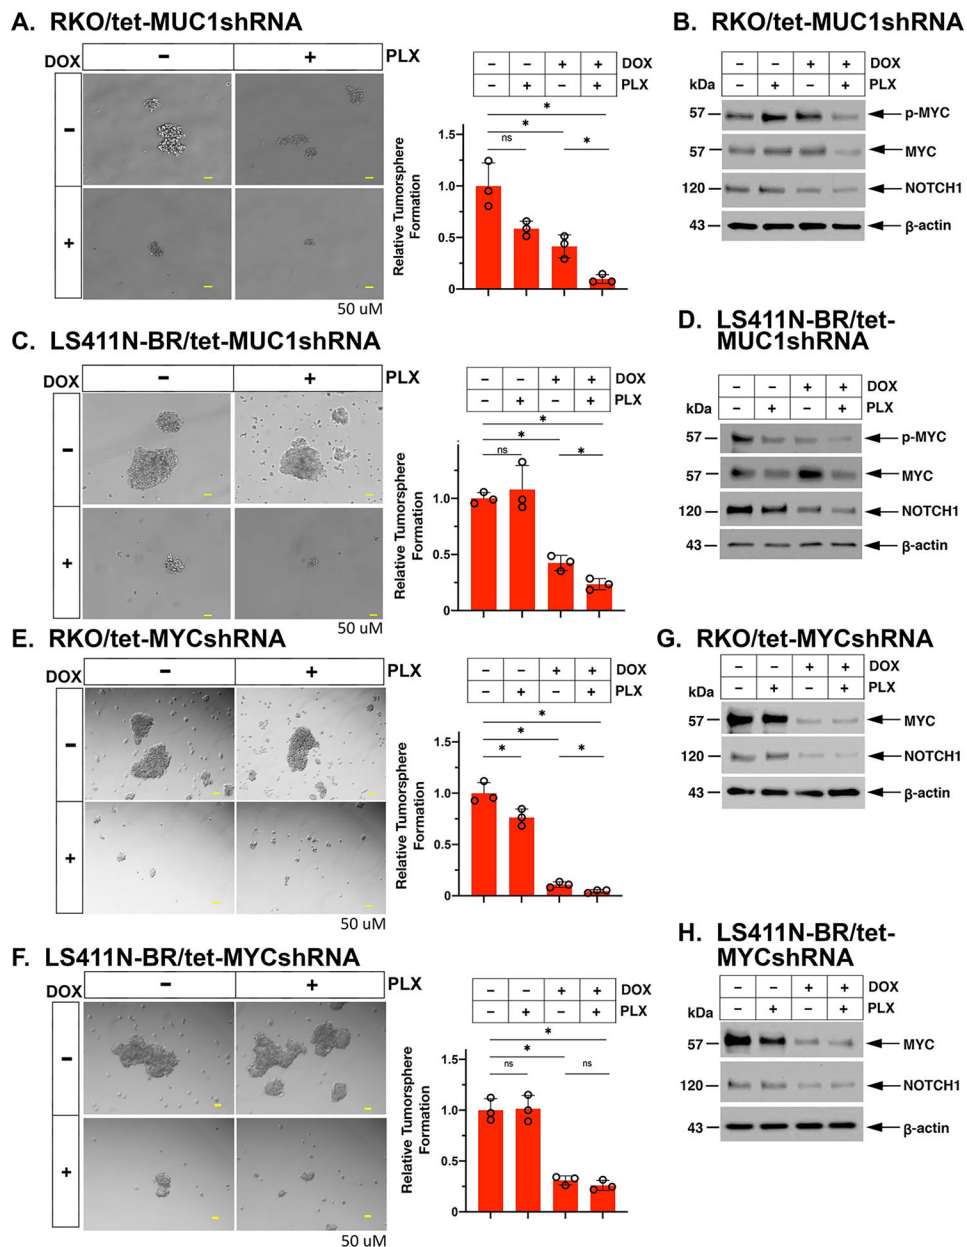 A. RKO/tet-MUC1shRNA
DOX − + PLX
−
+
50 uM
− − + + DOX
− + − + PLX
Relative Tumorsphere
Formation
1.5
1.0
0.5
0
*
*
ns
*
B. RKO/tet-MUC1shRNA
− − + + DOX
kDa − + − + PLX
57 p-MYC
57 MYC
120 NOTCH1
43 β-actin
C. LS411N-BR/tet-MUC1shRNA
DOX − + PLX
−
+
50 uM
− − + + DOX
− + − + PLX
Relative Tumorsphere
Formation
1.0
0.5
0
*
*
ns
*
D. LS411N-BR/tet-
MUC1shRNA
− − + + DOX
kDa − + − + PLX
57 p-MYC
57 MYC
120 NOTCH1
43 β-actin
E. RKO/tet-MYCshRNA
DOX − + PLX
−
+
50 uM
− − + + DOX
− + − + PLX
Relative Tumorsphere
Formation
1.5
1.0
0.5
0
*
*
*
*
G. RKO/tet-MYCshRNA
− − + + DOX
kDa − + − + PLX
57 MYC
120 NOTCH1
43 β-actin
F. LS411N-BR/tet-MYCshRNA
DOX − + PLX
−
+
50 uM
− − + + DOX
− + − + PLX
Relative Tumorsphere
Formation
1.5
1.0
0.5
0
*
*
ns
ns
H. LS411N-BR/tet-
MYCshRNA
− − + + DOX
kDa − + − + PLX
57 MYC
120 NOTCH1
43 β-actin